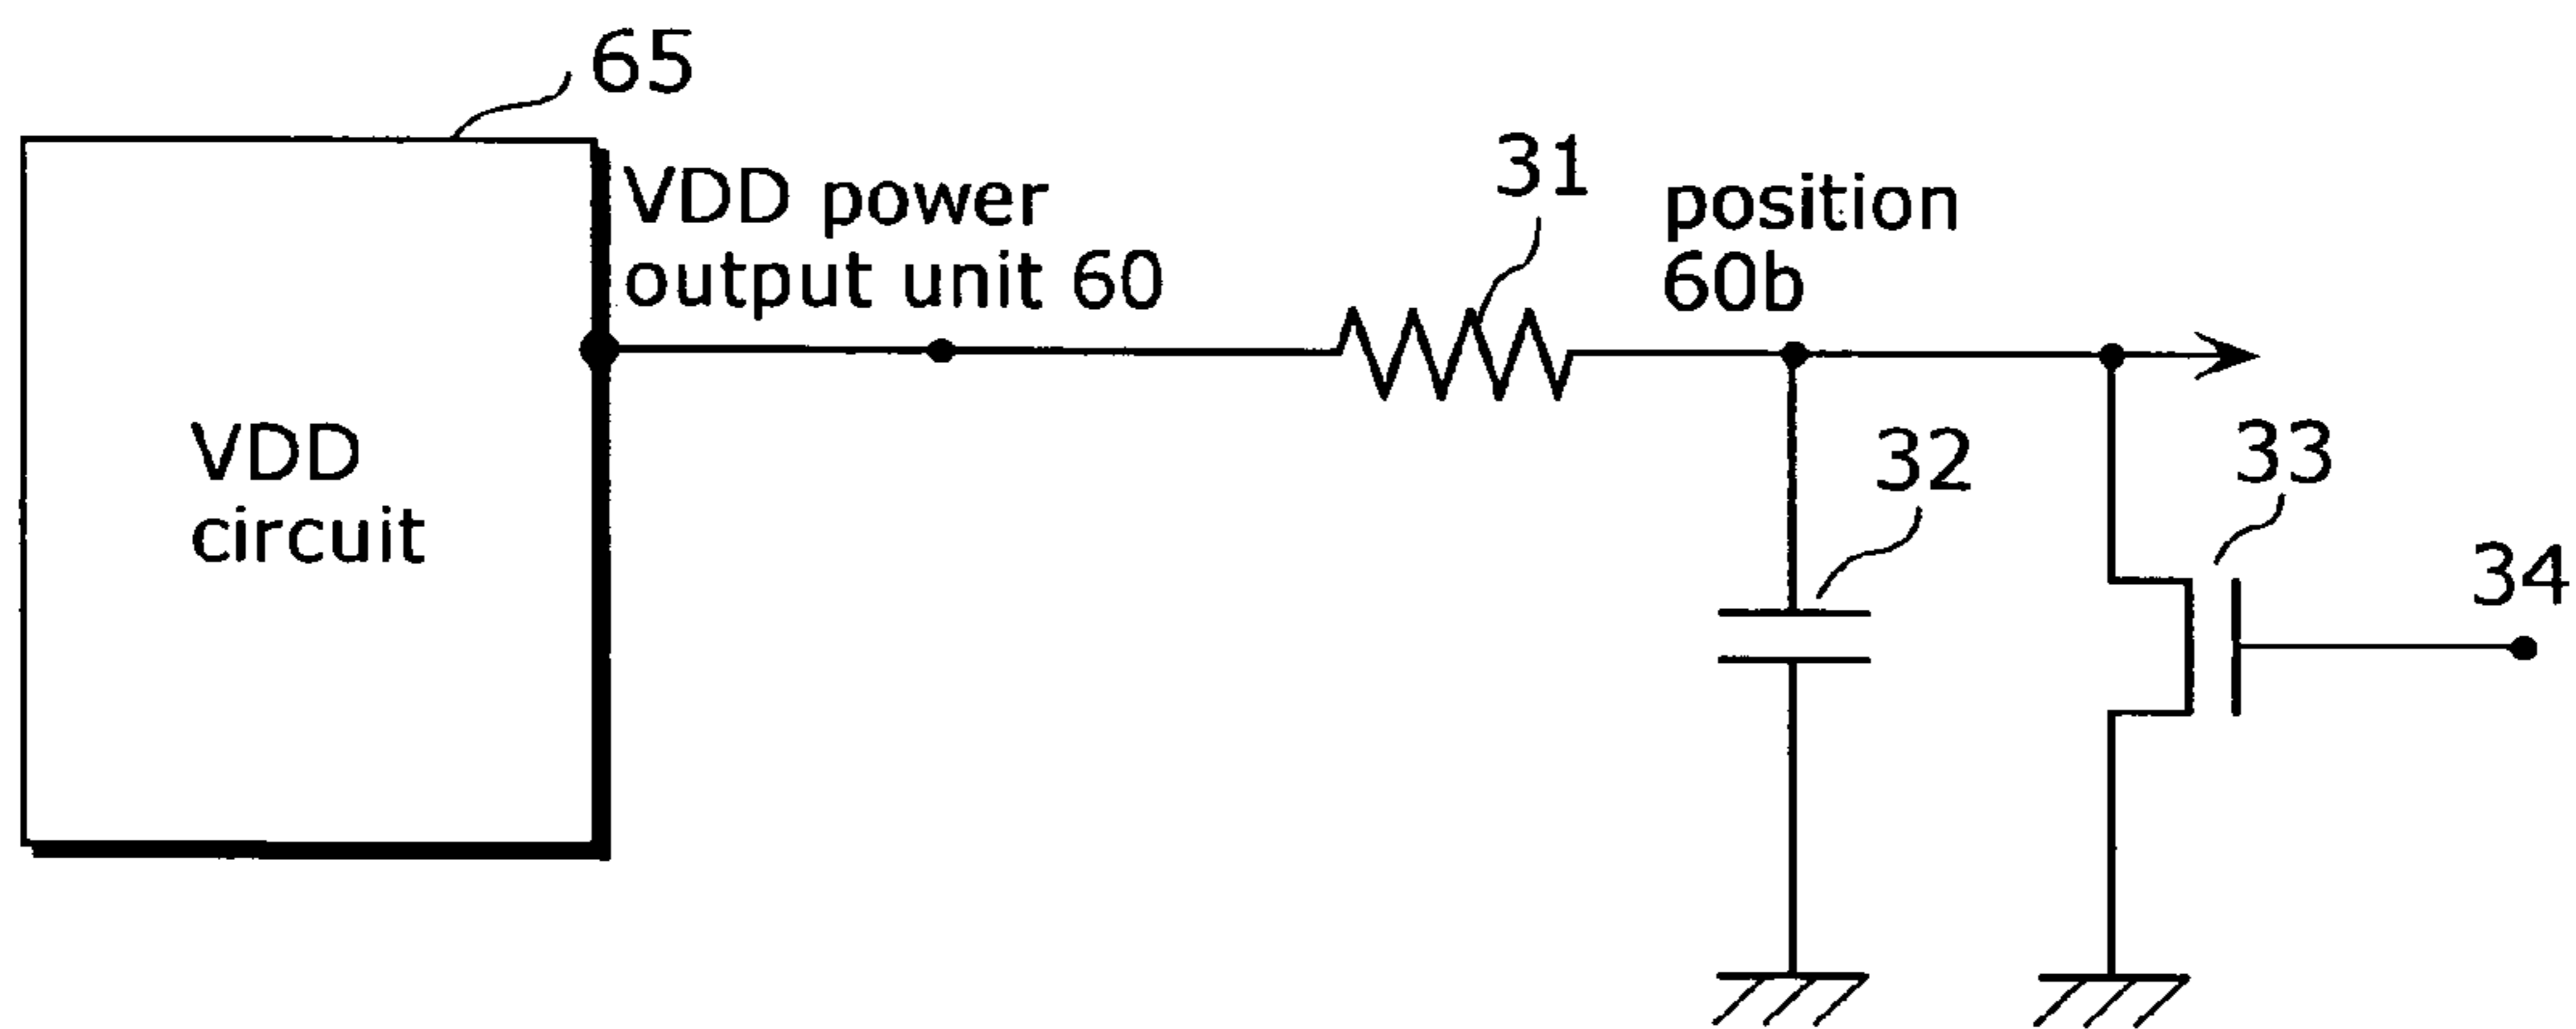 65
VDD power
output unit 60
31
position
60b
VDD
circuit
32
33
34